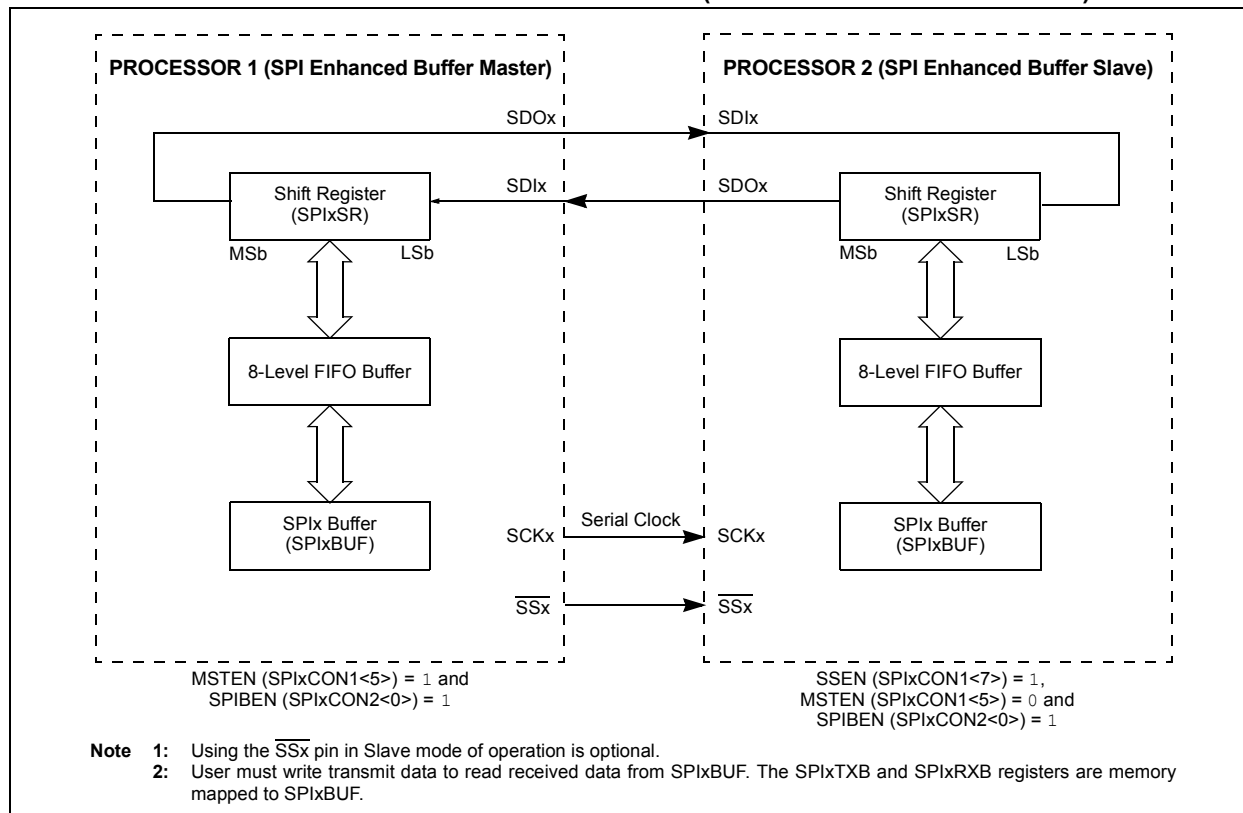 PROCESSOR 1 (SPI Enhanced Buffer Master)
PROCESSOR 2 (SPI Enhanced Buffer Slave)
SDOx
SDIx
Shift Register
(SPIxSR)
SDIx
SDOx
Shift Register
(SPIxSR)
MSb
LSb
MSb
LSb
8-Level FIFO Buffer
8-Level FIFO Buffer
SPIx Buffer
(SPIxBUF)
SCKx
Serial Clock
SCKx
SPIx Buffer
(SPIxBUF)
SSx
SSx
MSTEN (SPIxCON1<5>) = 1 and
SPIBEN (SPIxCON2<0>) = 1
SSEN (SPIxCON1<7>) = 1,
MSTEN (SPIxCON1<5>) = 0 and
SPIBEN (SPIxCON2<0>) = 1
Note 1: Using the SSx pin in Slave mode of operation is optional.
2: User must write transmit data to read received data from SPIxBUF. The SPIxTXB and SPIxRXB registers are memory
mapped to SPIxBUF.